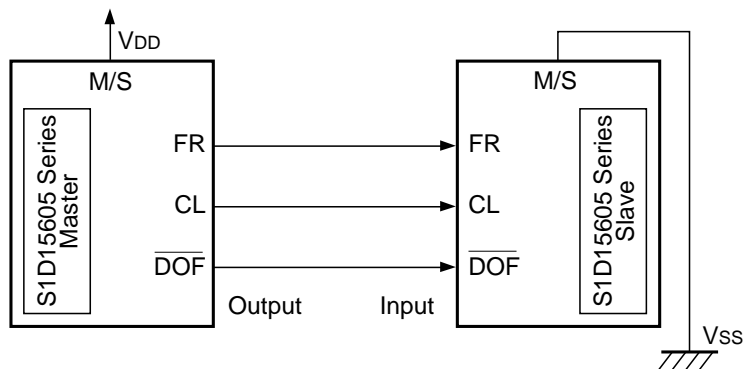 VDD
M/S
S1D15605 Series
Master
FR
CL
DOF
Output
M/S
FR
CL
DOF
Input
S1D15605 Series
Slave
VSS